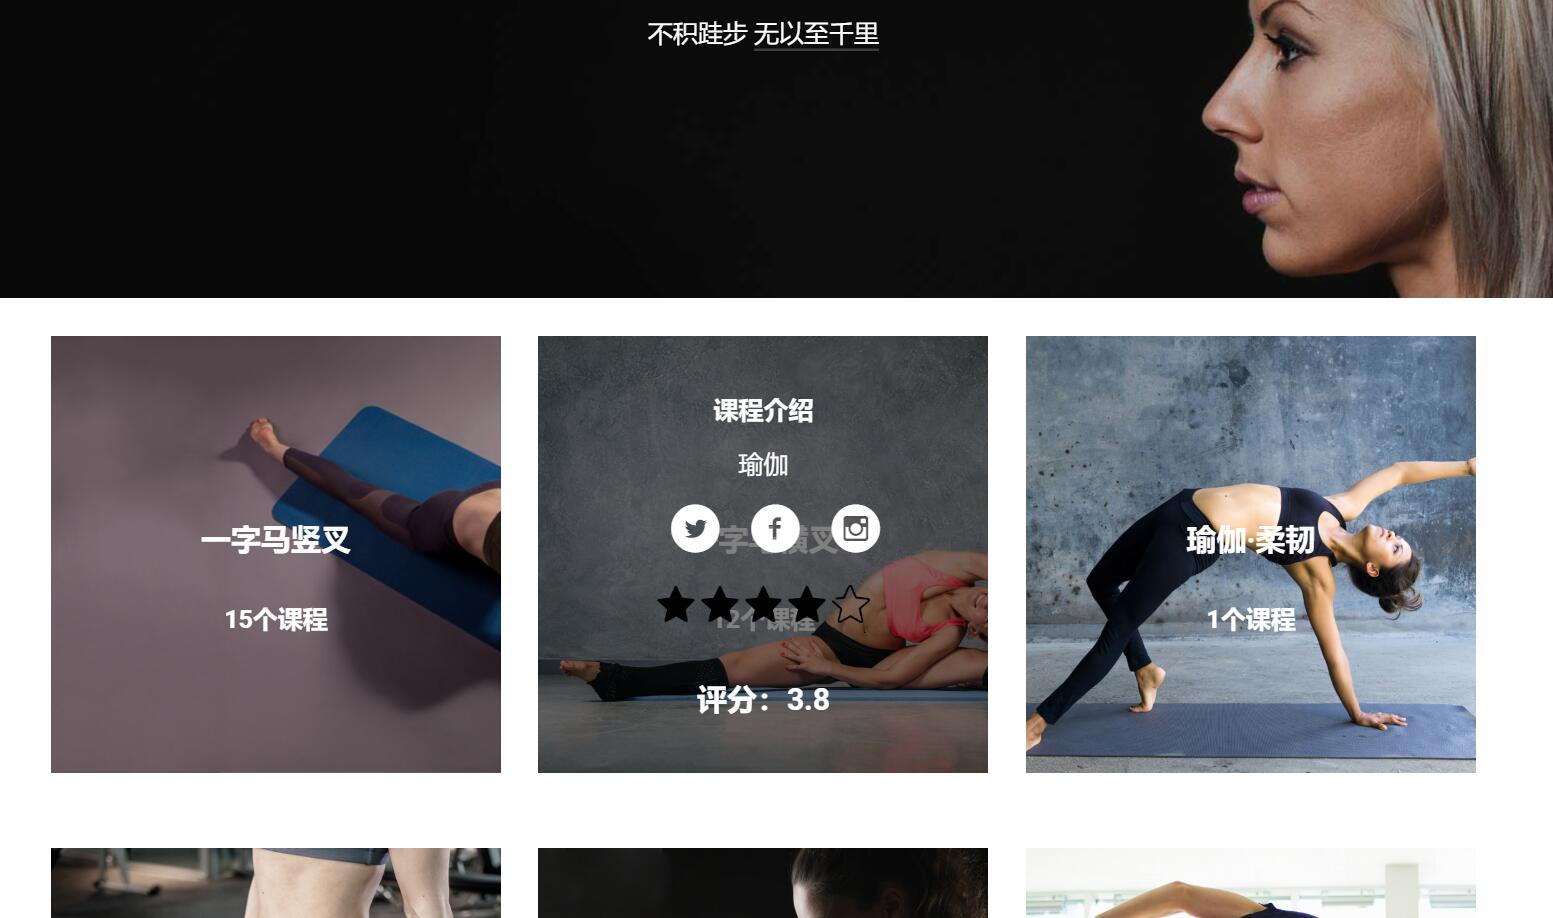 不积跬步 无以至千里
一字马竖叉
15个课程
课程介绍
瑜伽
字马横叉
12个课程
评分：3.8
瑜伽·柔韧
1个课程